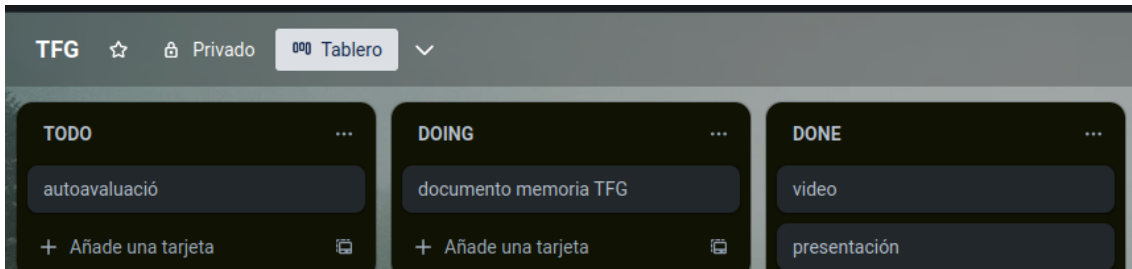 TFG Privado Tablero
TODO
autoavaluació
+ Añade una tarjeta
DOING
documento memoria TFG
+ Añade una tarjeta
DONE
video
presentación